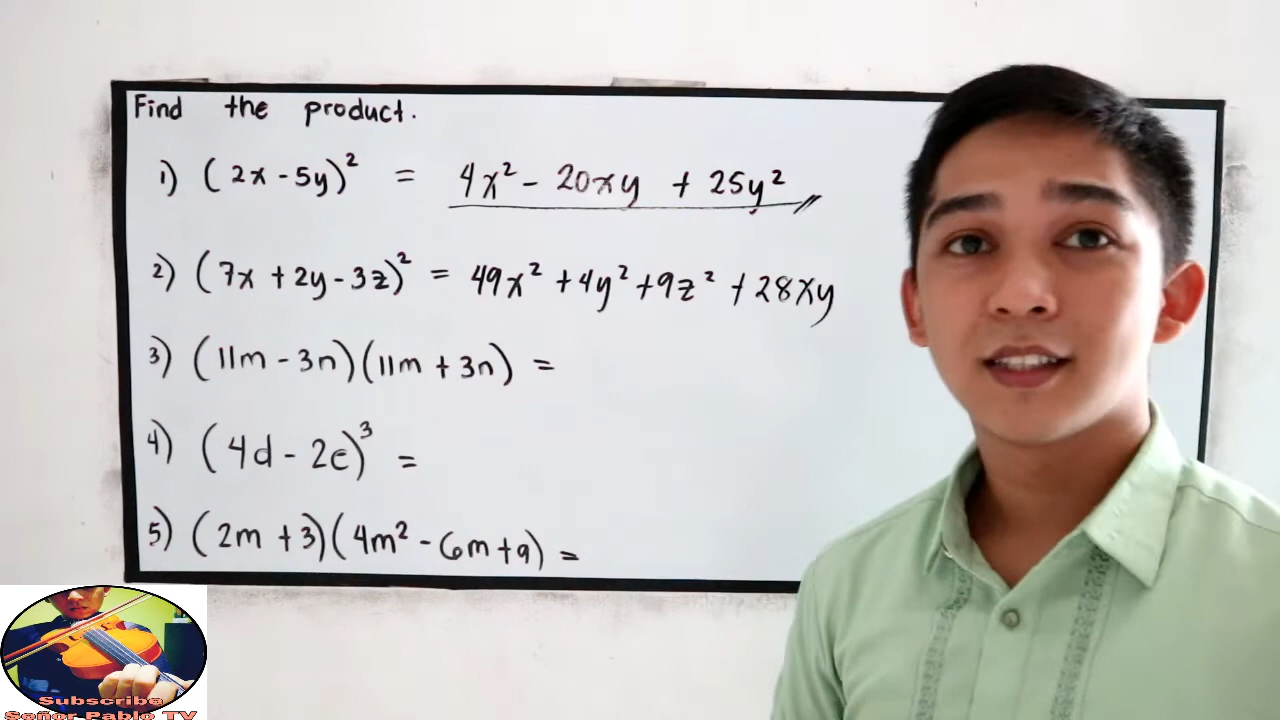 Find the product.
1) (2x - 5y)² = 4x² - 20xy + 25y²
2) (7x + 2y - 3z)² = 49x² + 4y² + 9z² + 28xy
3) (11m - 3n)(11m + 3n) =
4) (4d - 2e)³ =
5) (2m + 3)(4m² - 6m + 9) =
Subscribe
Señor Pablo TV